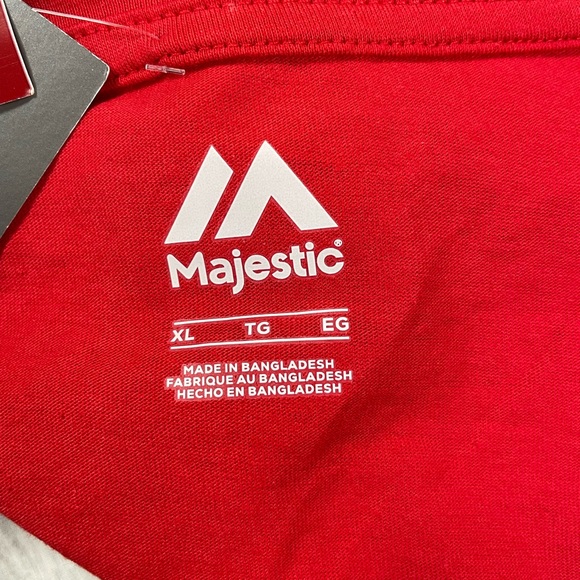 Majestic®
XL TG EG
MADE IN BANGLADESH
FABRIQUE AU BANGLADESH
HECHO EN BANGLADESH